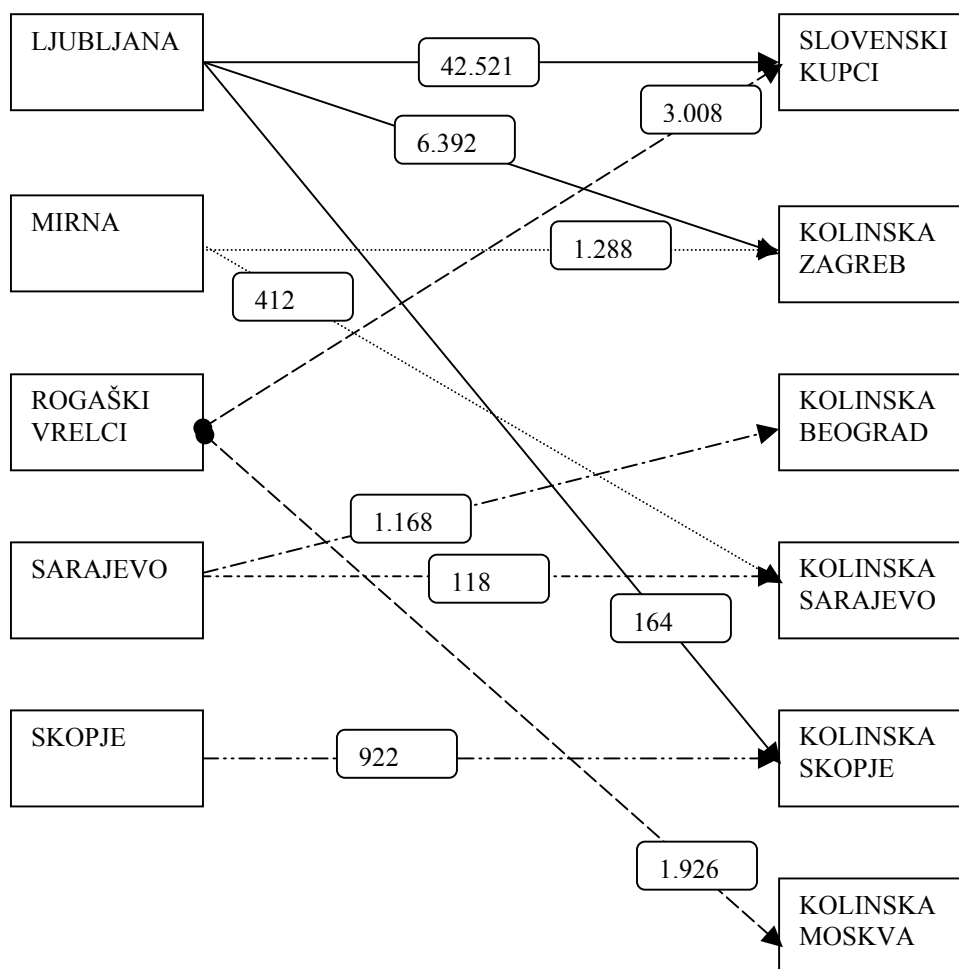 LJUBLJANA
42.521
SLOVENSKI
KUPCI
3.008
6.392
MIRNA
1.288
KOLINSKA
ZAGREB
412
ROGAŠKI
VRELCI
KOLINSKA
BEOGRAD
1.168
SARAJEVO
118
KOLINSKA
SARAJEVO
164
SKOPJE
922
KOLINSKA
SKOPJE
1.926
KOLINSKA
MOSKVA